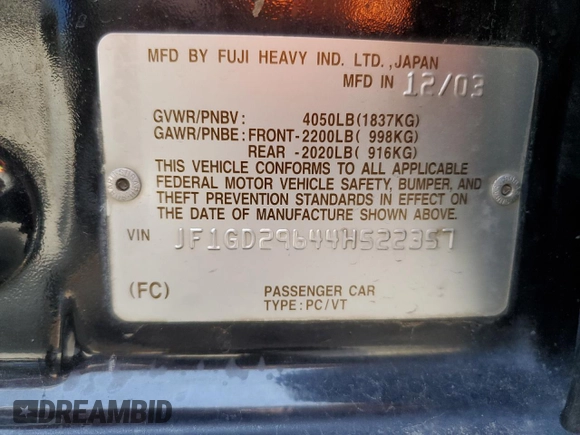 MFD BY FUJI HEAVY IND. LTD.,JAPAN
MFD IN 12/03
GVWR/PNBV: 4050LB(1837KG)
GAWR/PNBE: FRONT-2200LB( 998KG)
REAR -2020LB( 916KG)
THIS VEHICLE CONFORMS TO ALL APPLICABLE
FEDERAL MOTOR VEHICLE SAFETY, BUMPER, AND
THEFT PREVENTION STANDARDS IN EFFECT ON
THE DATE OF MANUFACTURE SHOWN ABOVE.
VIN JF1GD29644H522357
(FC) PASSENGER CAR
TYPE: PC/VT
DREAMBID